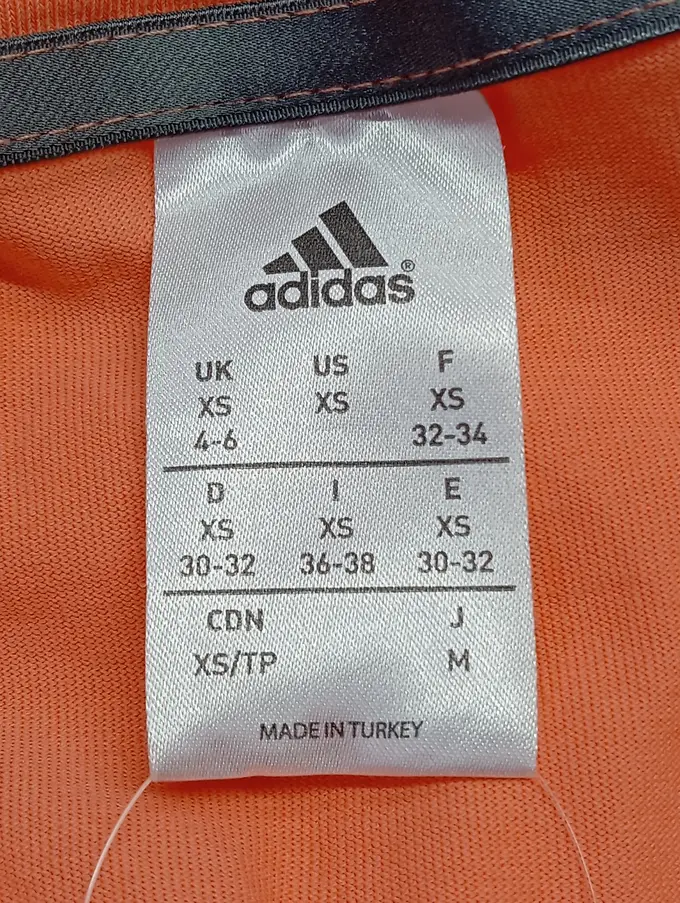 adidas®
UK US F
XS XS XS
4-6 32-34
D I E
XS XS XS
30-32 36-38 30-32
CDN J
XS/TP M
MADE IN TURKEY